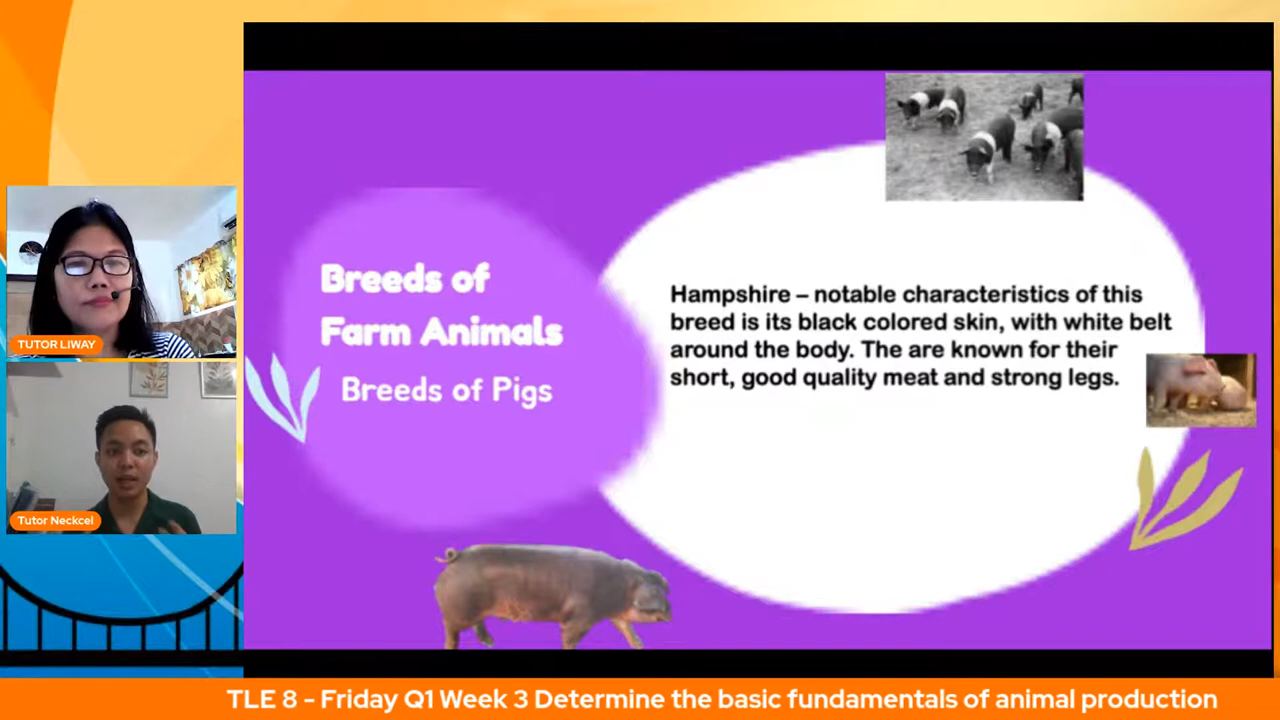 TUTOR LIWAY
Tutor Neckcel
Breeds of
Farm Animals
Breeds of Pigs
Hampshire – notable characteristics of this
breed is its black colored skin, with white belt
around the body. The are known for their
short, good quality meat and strong legs.
TLE 8 - Friday Q1 Week 3 Determine the basic fundamentals of animal production